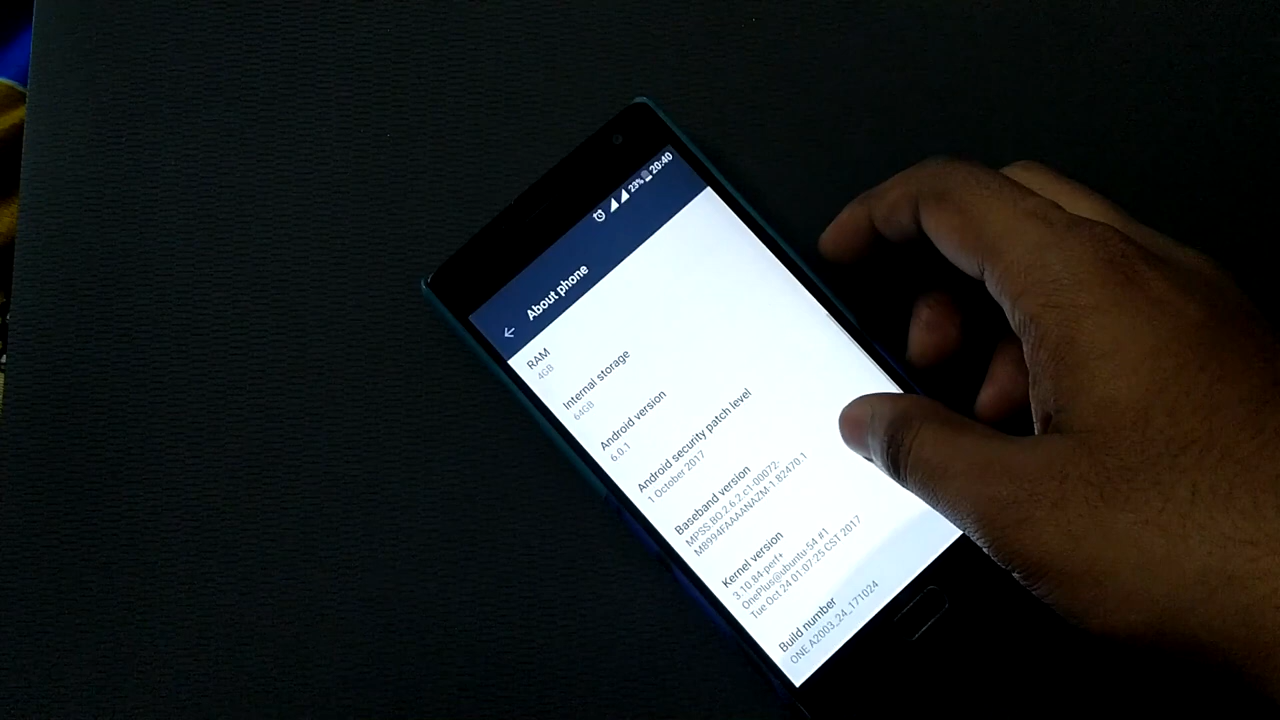 23% 20:40
About phone
RAM
4GB
Internal storage
64GB
Android version
6.0.1
Android security patch level
1 October 2017
Baseband version
MPSS.BO.2.6.2.c1-00072-
M8994FAAAANAZM-1.82470.1
Kernel version
3.10.84-perf+
OnePlus@ubuntu-54 #1
Tue Oct 24 01:07:25 CST 2017
Build number
ONE A2003_24_171024